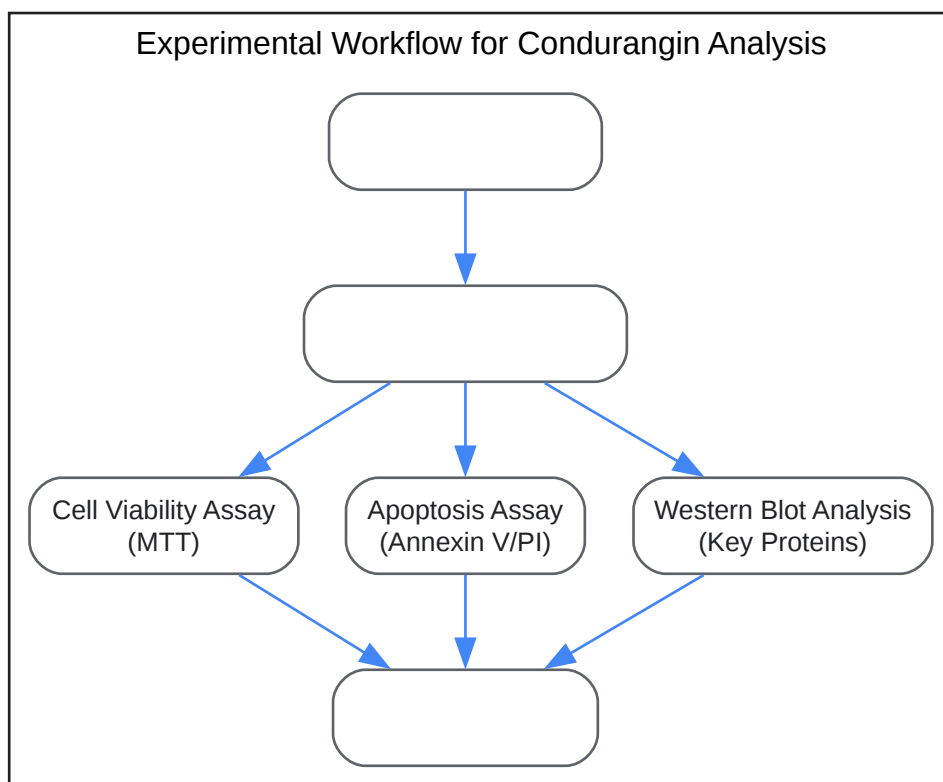 Experimental Workflow for Condurangin Analysis
Cell Viability Assay
(MTT)
Apoptosis Assay
(Annexin V/PI)
Western Blot Analysis
(Key Proteins)